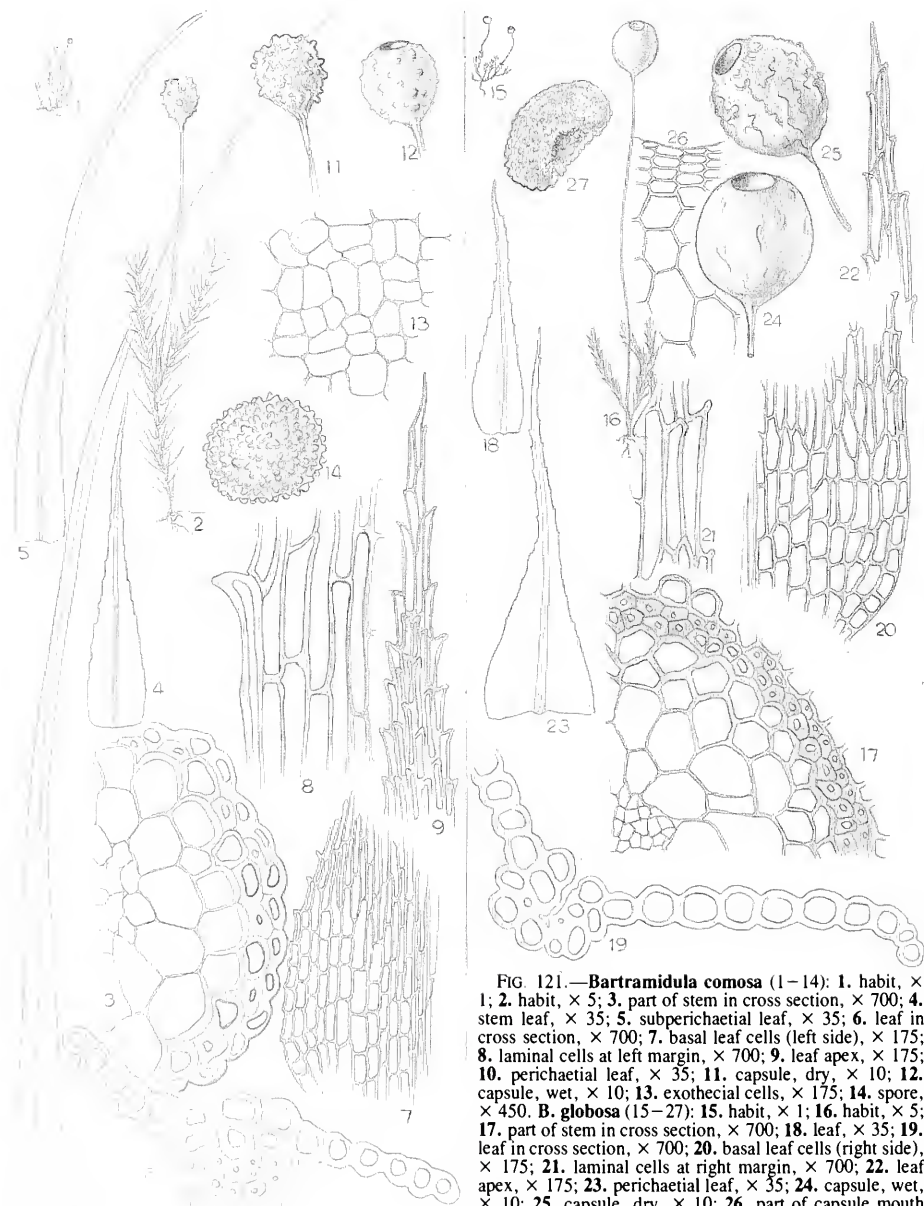 11
12
13
14
2
5
4
8
9
3
7
15
26
25
27
22
24
18
16
21
20
23
17
19
FIG. 121.—Bartramidula comosa (1–14): 1. habit, ×
1; 2. habit, × 5; 3. part of stem in cross section, × 700; 4.
stem leaf, × 35; 5. subperichaetial leaf, × 35; 6. leaf in
cross section, × 700; 7. basal leaf cells (left side), × 175;
8. laminal cells at left margin, × 700; 9. leaf apex, × 175;
10. perichaetial leaf, × 35; 11. capsule, dry, × 10; 12.
capsule, wet, × 10; 13. exothecial cells, × 175; 14. spore,
× 450. B. globosa (15–27): 15. habit, × 1; 16. habit, × 5;
17. part of stem in cross section, × 700; 18. leaf, × 35; 19.
leaf in cross section, × 700; 20. basal leaf cells (right side),
× 175; 21. laminal cells at right margin, × 700; 22. leaf
apex, × 175; 23. perichaetial leaf, × 35; 24. capsule, wet,
× 10; 25. capsule, dry, × 10; 26. part of capsule mouth